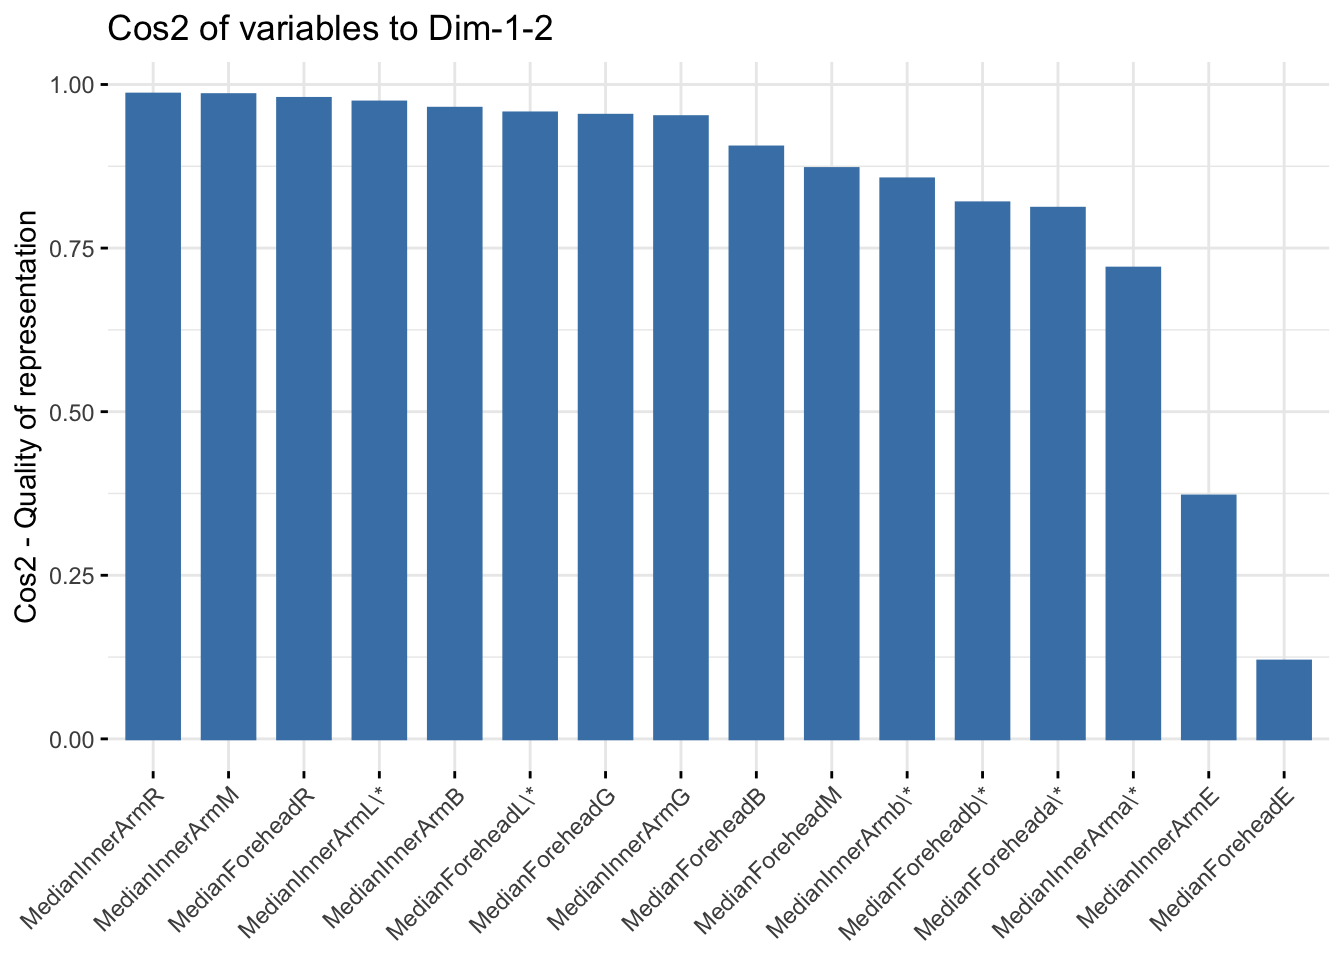 Cos2 of variables to Dim-1-2
Cos2 - Quality of representation
1.00
0.75
0.50
0.25
0.00
MedianInnerArmR
MedianInnerArmM
MedianForeheadR
MedianInnerArmL\*
MedianInnerArmB
MedianForeheadL\*
MedianForeheadG
MedianInnerArmG
MedianForeheadB
MedianForeheadM
MedianInnerArmb\*
MedianForeheadb\*
MedianForeheada\*
MedianInnerArma\*
MedianInnerArmE
MedianForeheadE